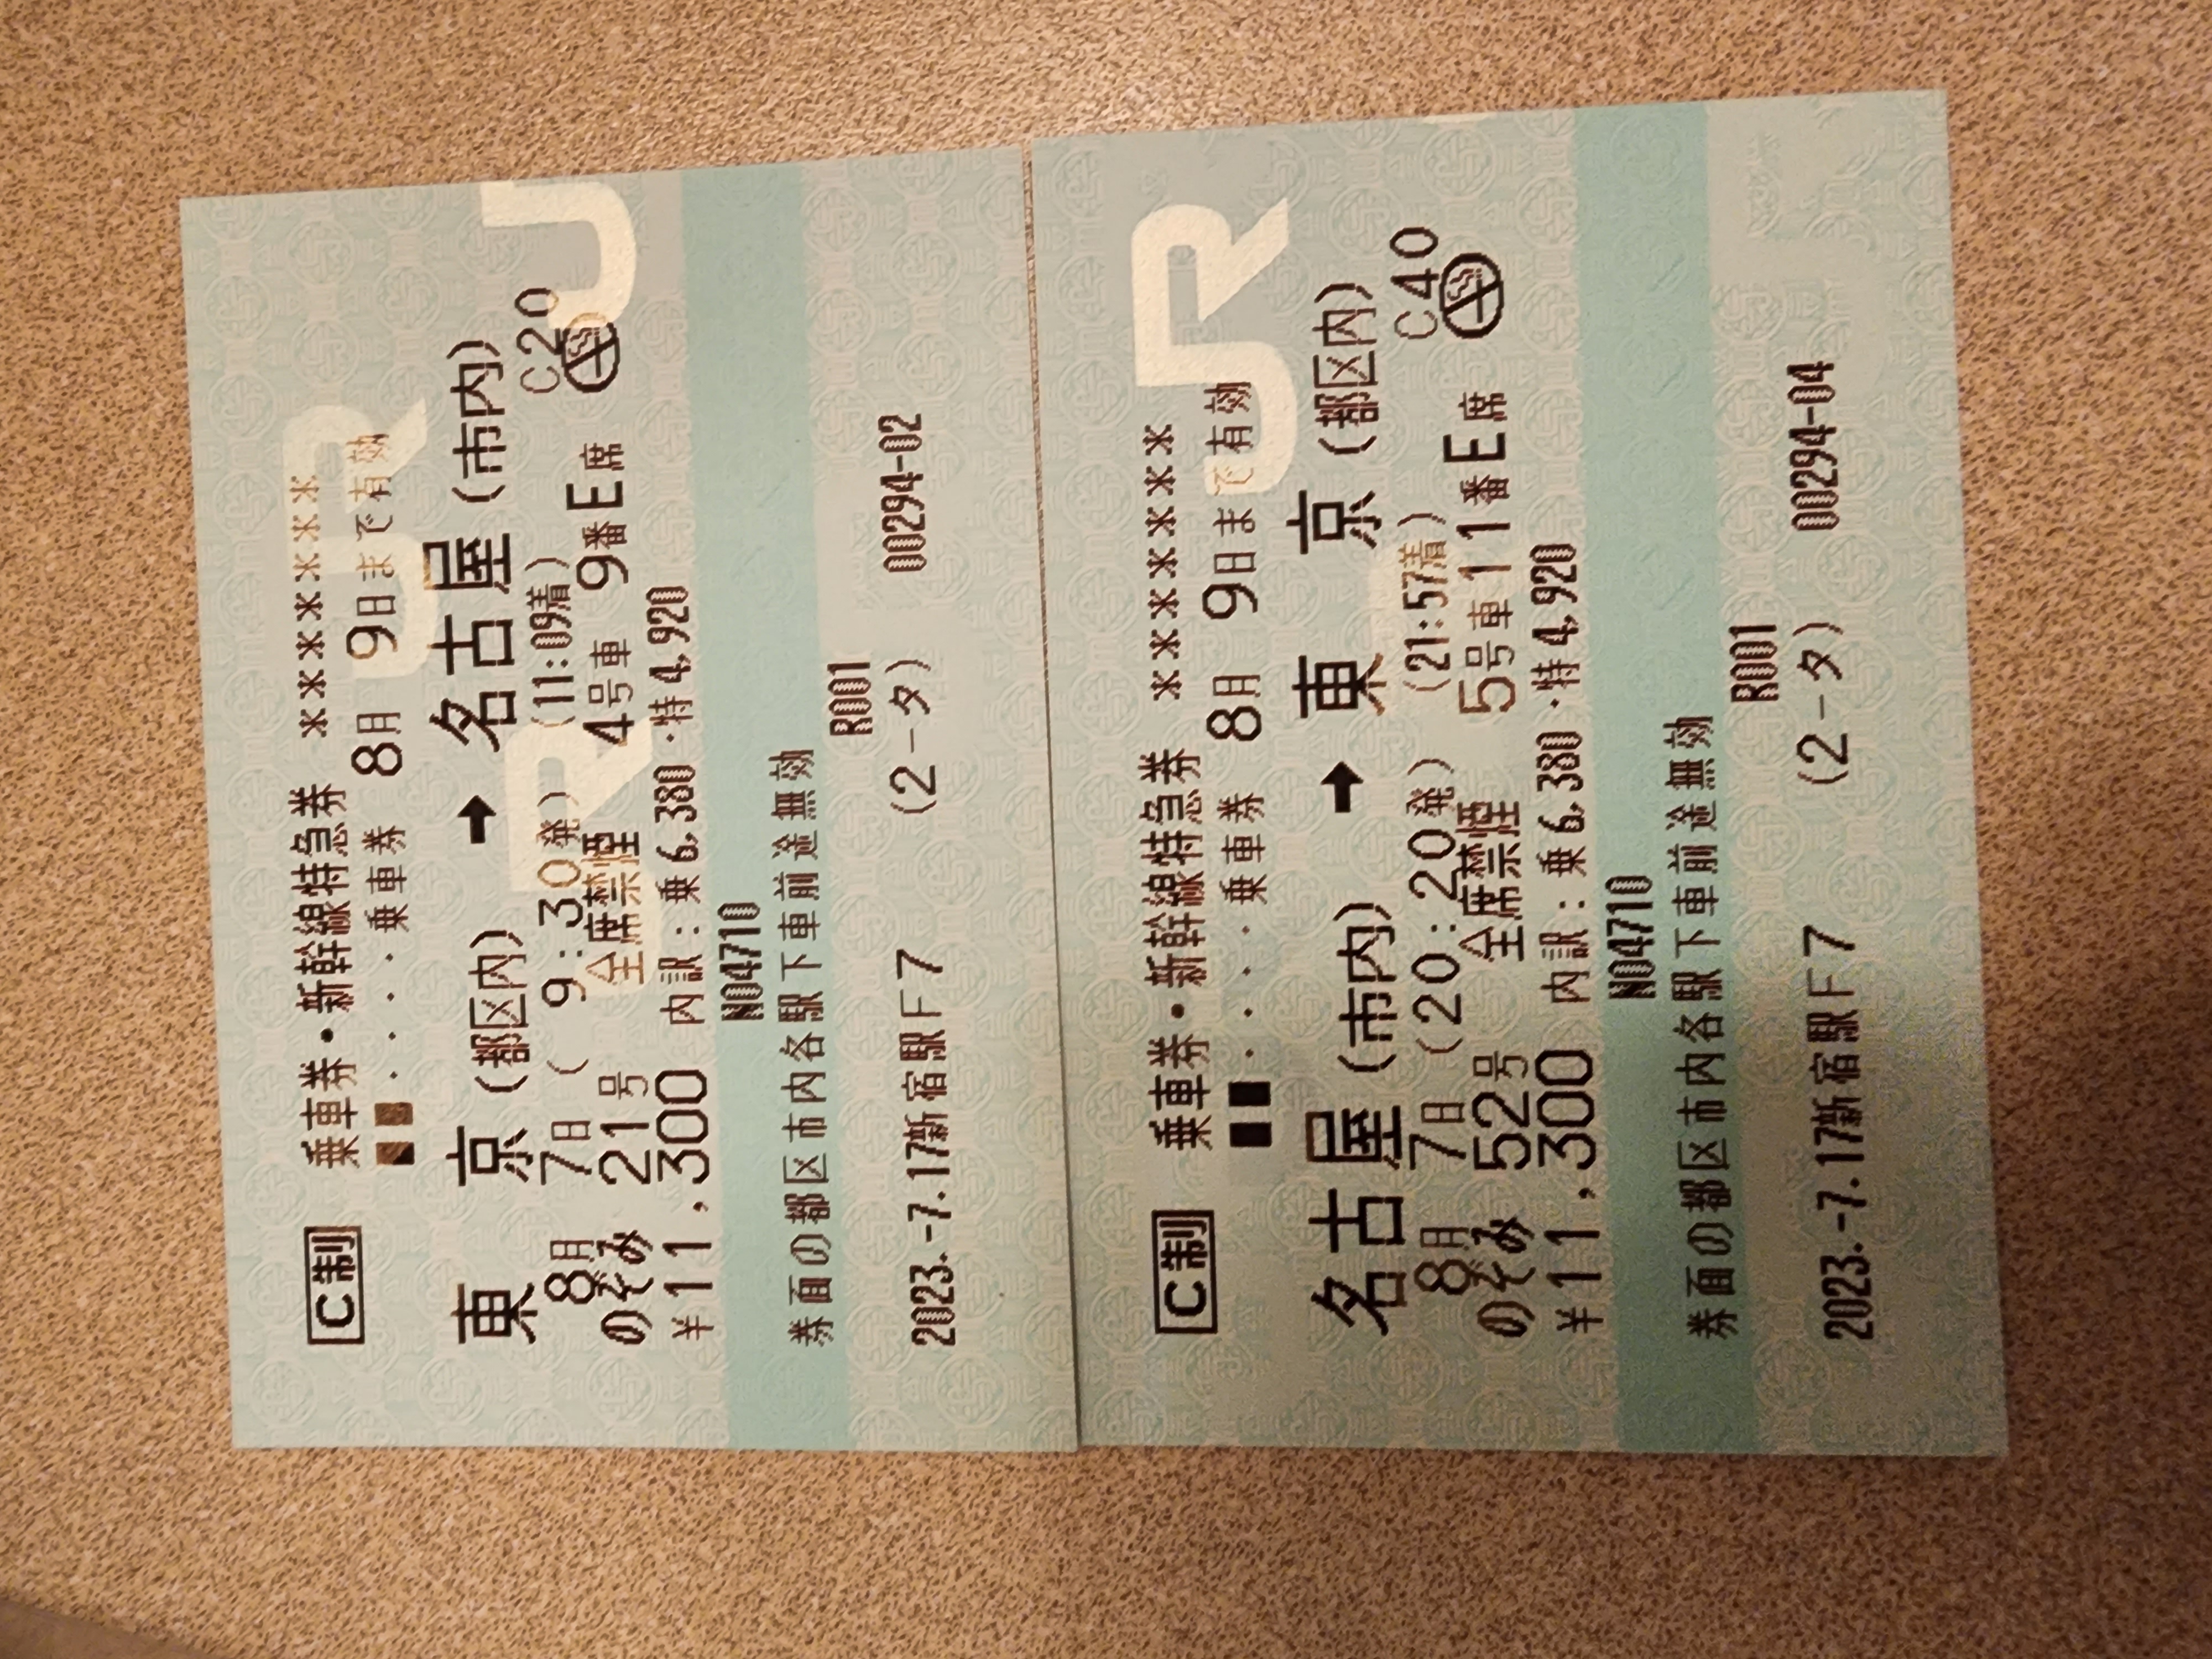 C制 乗車券・新幹線特急券 *******
■■・・・・乗車券 8月 9日まで有効
東 京(都区内) → 名古屋(市内)
8月 7日( 9:30発) (11:09着) C20
のぞみ 21号 全席禁煙 4号車 9番E席
¥11,300 内訳:乗6,380・特4,920
N04710
券面の都区市内各駅下車前途無効
R001
2023.-7.17新宿駅F7 (2-タ) 00294-02
JR
C制 乗車券・新幹線特急券 *******
■■・・・・乗車券 8月 9日まで有効
名古屋(市内) → 東 京(都区内)
8月 7日(20:20発) (21:57着) C40
のぞみ 52号 全席禁煙 5号車11番E席
¥11,300 内訳:乗6,380・特4,920
N04710
券面の都区市内各駅下車前途無効
R001
2023.-7.17新宿駅F7 (2-タ) 00294-04
JR